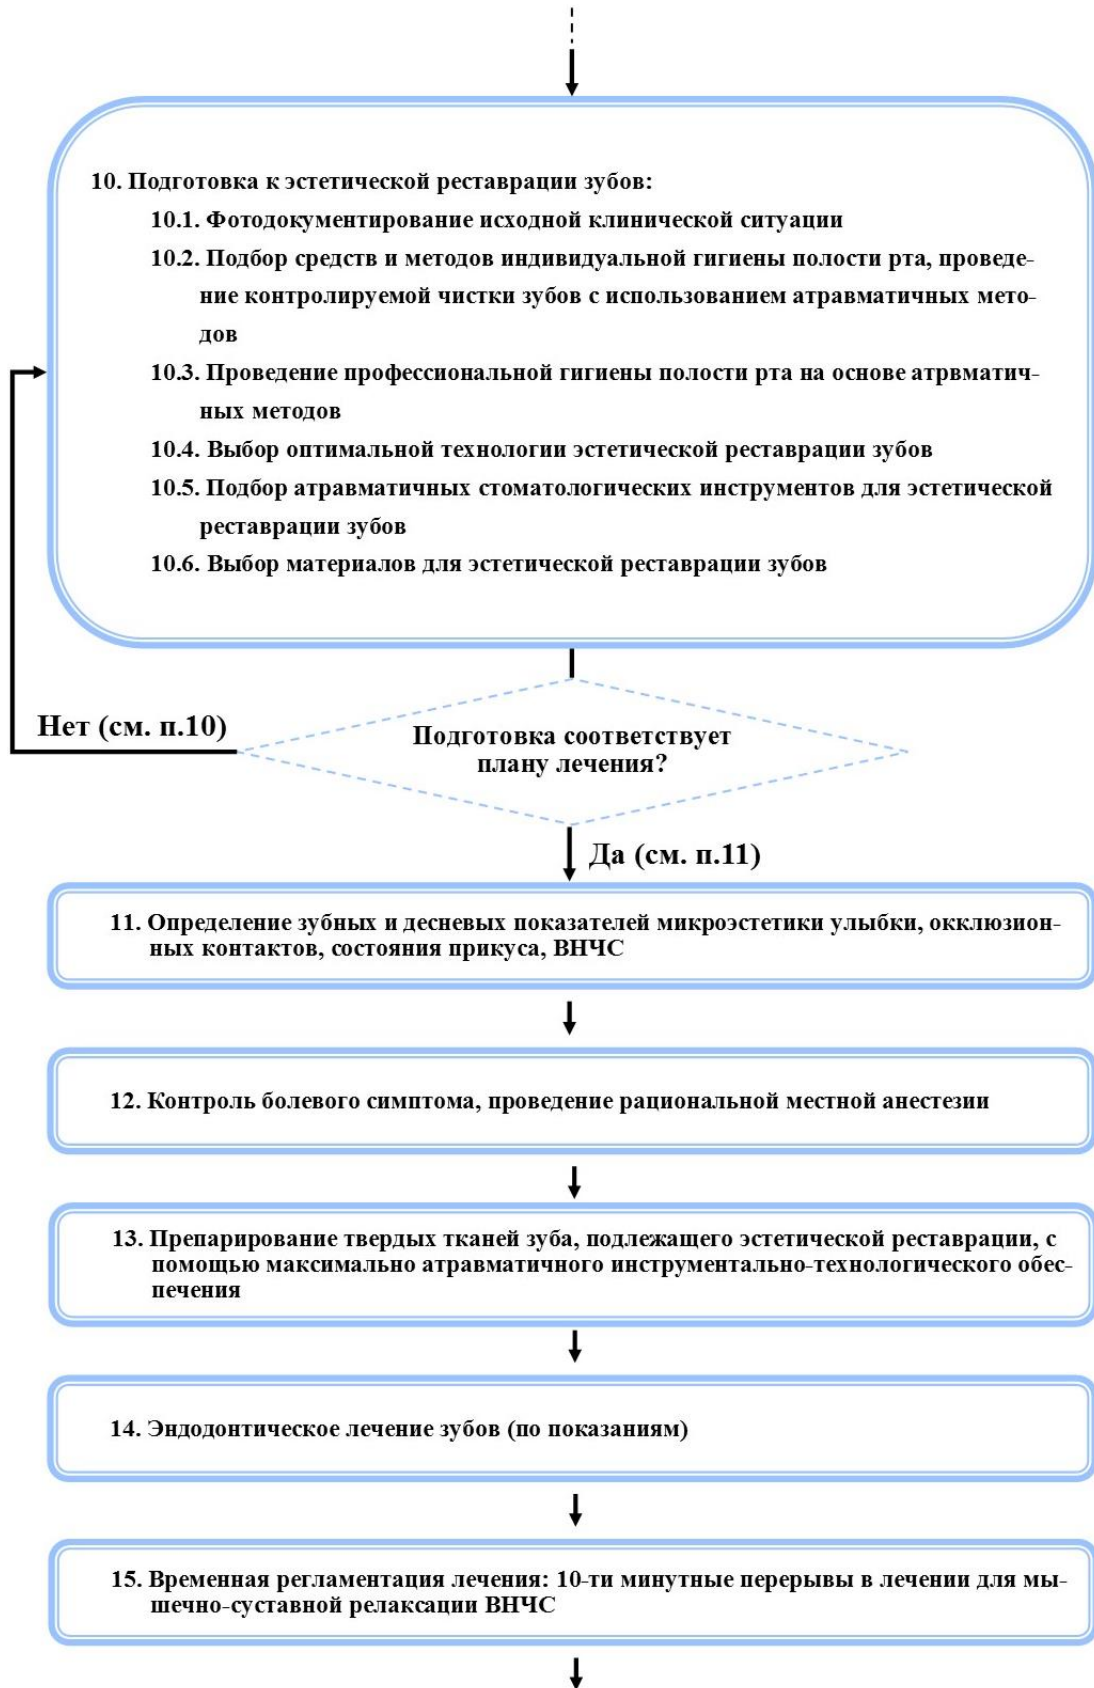 10. Подготовка к эстетической реставрации зубов:
10.1. Фотодокументирование исходной клинической ситуации
10.2. Подбор средств и методов индивидуальной гигиены полости рта, проведе-
ние контролируемой чистки зубов с использованием атравматичных мето-
дов
10.3. Проведение профессиональной гигиены полости рта на основе атрвматич-
ных методов
10.4. Выбор оптимальной технологии эстетической реставрации зубов
10.5. Подбор атравматичных стоматологических инструментов для эстетической
реставрации зубов
10.6. Выбор материалов для эстетической реставрации зубов
Нет (см. п.10)
Подготовка соответствует
плану лечения?
Да (см. п.11)
11. Определение зубных и десневых показателей микроэстетики улыбки, окклюзион-
ных контактов, состояния прикуса, ВНЧС
12. Контроль болевого симптома, проведение рациональной местной анестезии
13. Препарирование твердых тканей зуба, подлежащего эстетической реставрации, с
помощью максимально атравматичного инструментально-технологического обес-
печения
14. Эндодонтическое лечение зубов (по показаниям)
15. Временная регламентация лечения: 10-ти минутные перерывы в лечении для мы-
шечно-суставной релаксации ВНЧС